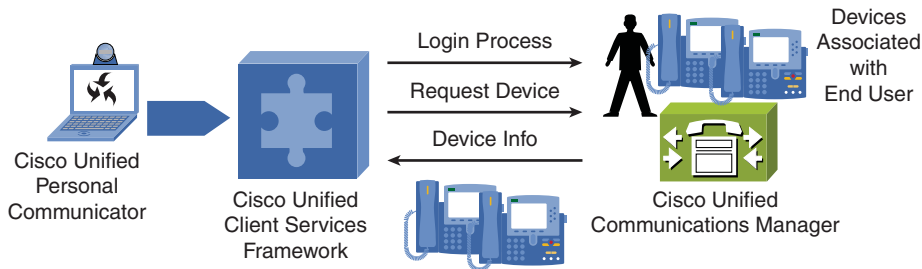 Cisco Unified
Personal
Communicator
Cisco Unified
Client Services
Framework
Login Process
Request Device
Device Info
Devices
Associated
with
End User
Cisco Unified
Communications Manager